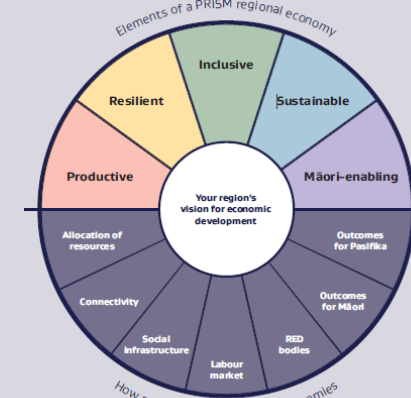 Elements of a PRISM regional economy
Inclusive
Resilient
Sustainable
Productive
Māori-enabling
Your region's
vision for economic
development
Allocation of
resources
Outcomes
for Pasifika
Connectivity
Outcomes
for Māori
Social
Infrastructure
RED
bodies
Labour
market
How